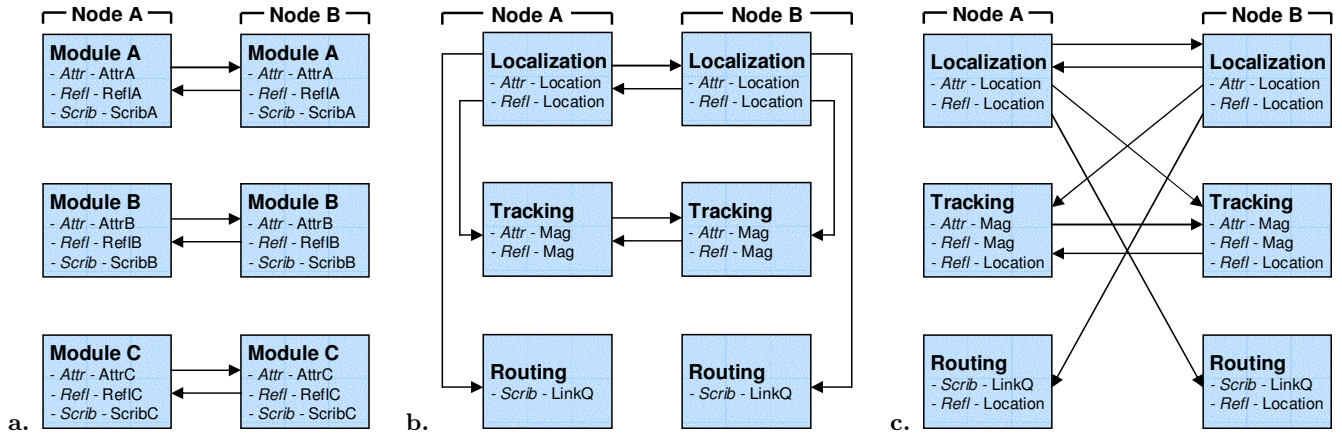 Node A
Node B
Module A
- Attr - AttrA
- Refl - ReflA
- Scrib - ScribA
Module A
- Attr - AttrA
- Refl - ReflA
- Scrib - ScribA
Module B
- Attr - AttrB
- Refl - ReflB
- Scrib - ScribB
Module B
- Attr - AttrB
- Refl - ReflB
- Scrib - ScribB
Module C
- Attr - AttrC
- Refl - ReflC
- Scrib - ScribC
Module C
- Attr - AttrC
- Refl - ReflC
- Scrib - ScribC
a.
Node A
Node B
Localization
- Attr - Location
- Refl - Location
Localization
- Attr - Location
- Refl - Location
Tracking
- Attr - Mag
- Refl - Mag
Tracking
- Attr - Mag
- Refl - Mag
Routing
- Scrib - LinkQ
Routing
- Scrib - LinkQ
b.
Node A
Node B
Localization
- Attr - Location
- Refl - Location
Localization
- Attr - Location
- Refl - Location
Tracking
- Attr - Mag
- Refl - Mag
- Refl - Location
Tracking
- Attr - Mag
- Refl - Mag
- Refl - Location
Routing
- Scrib - LinkQ
- Refl - Location
Routing
- Scrib - LinkQ
- Refl - Location
c.